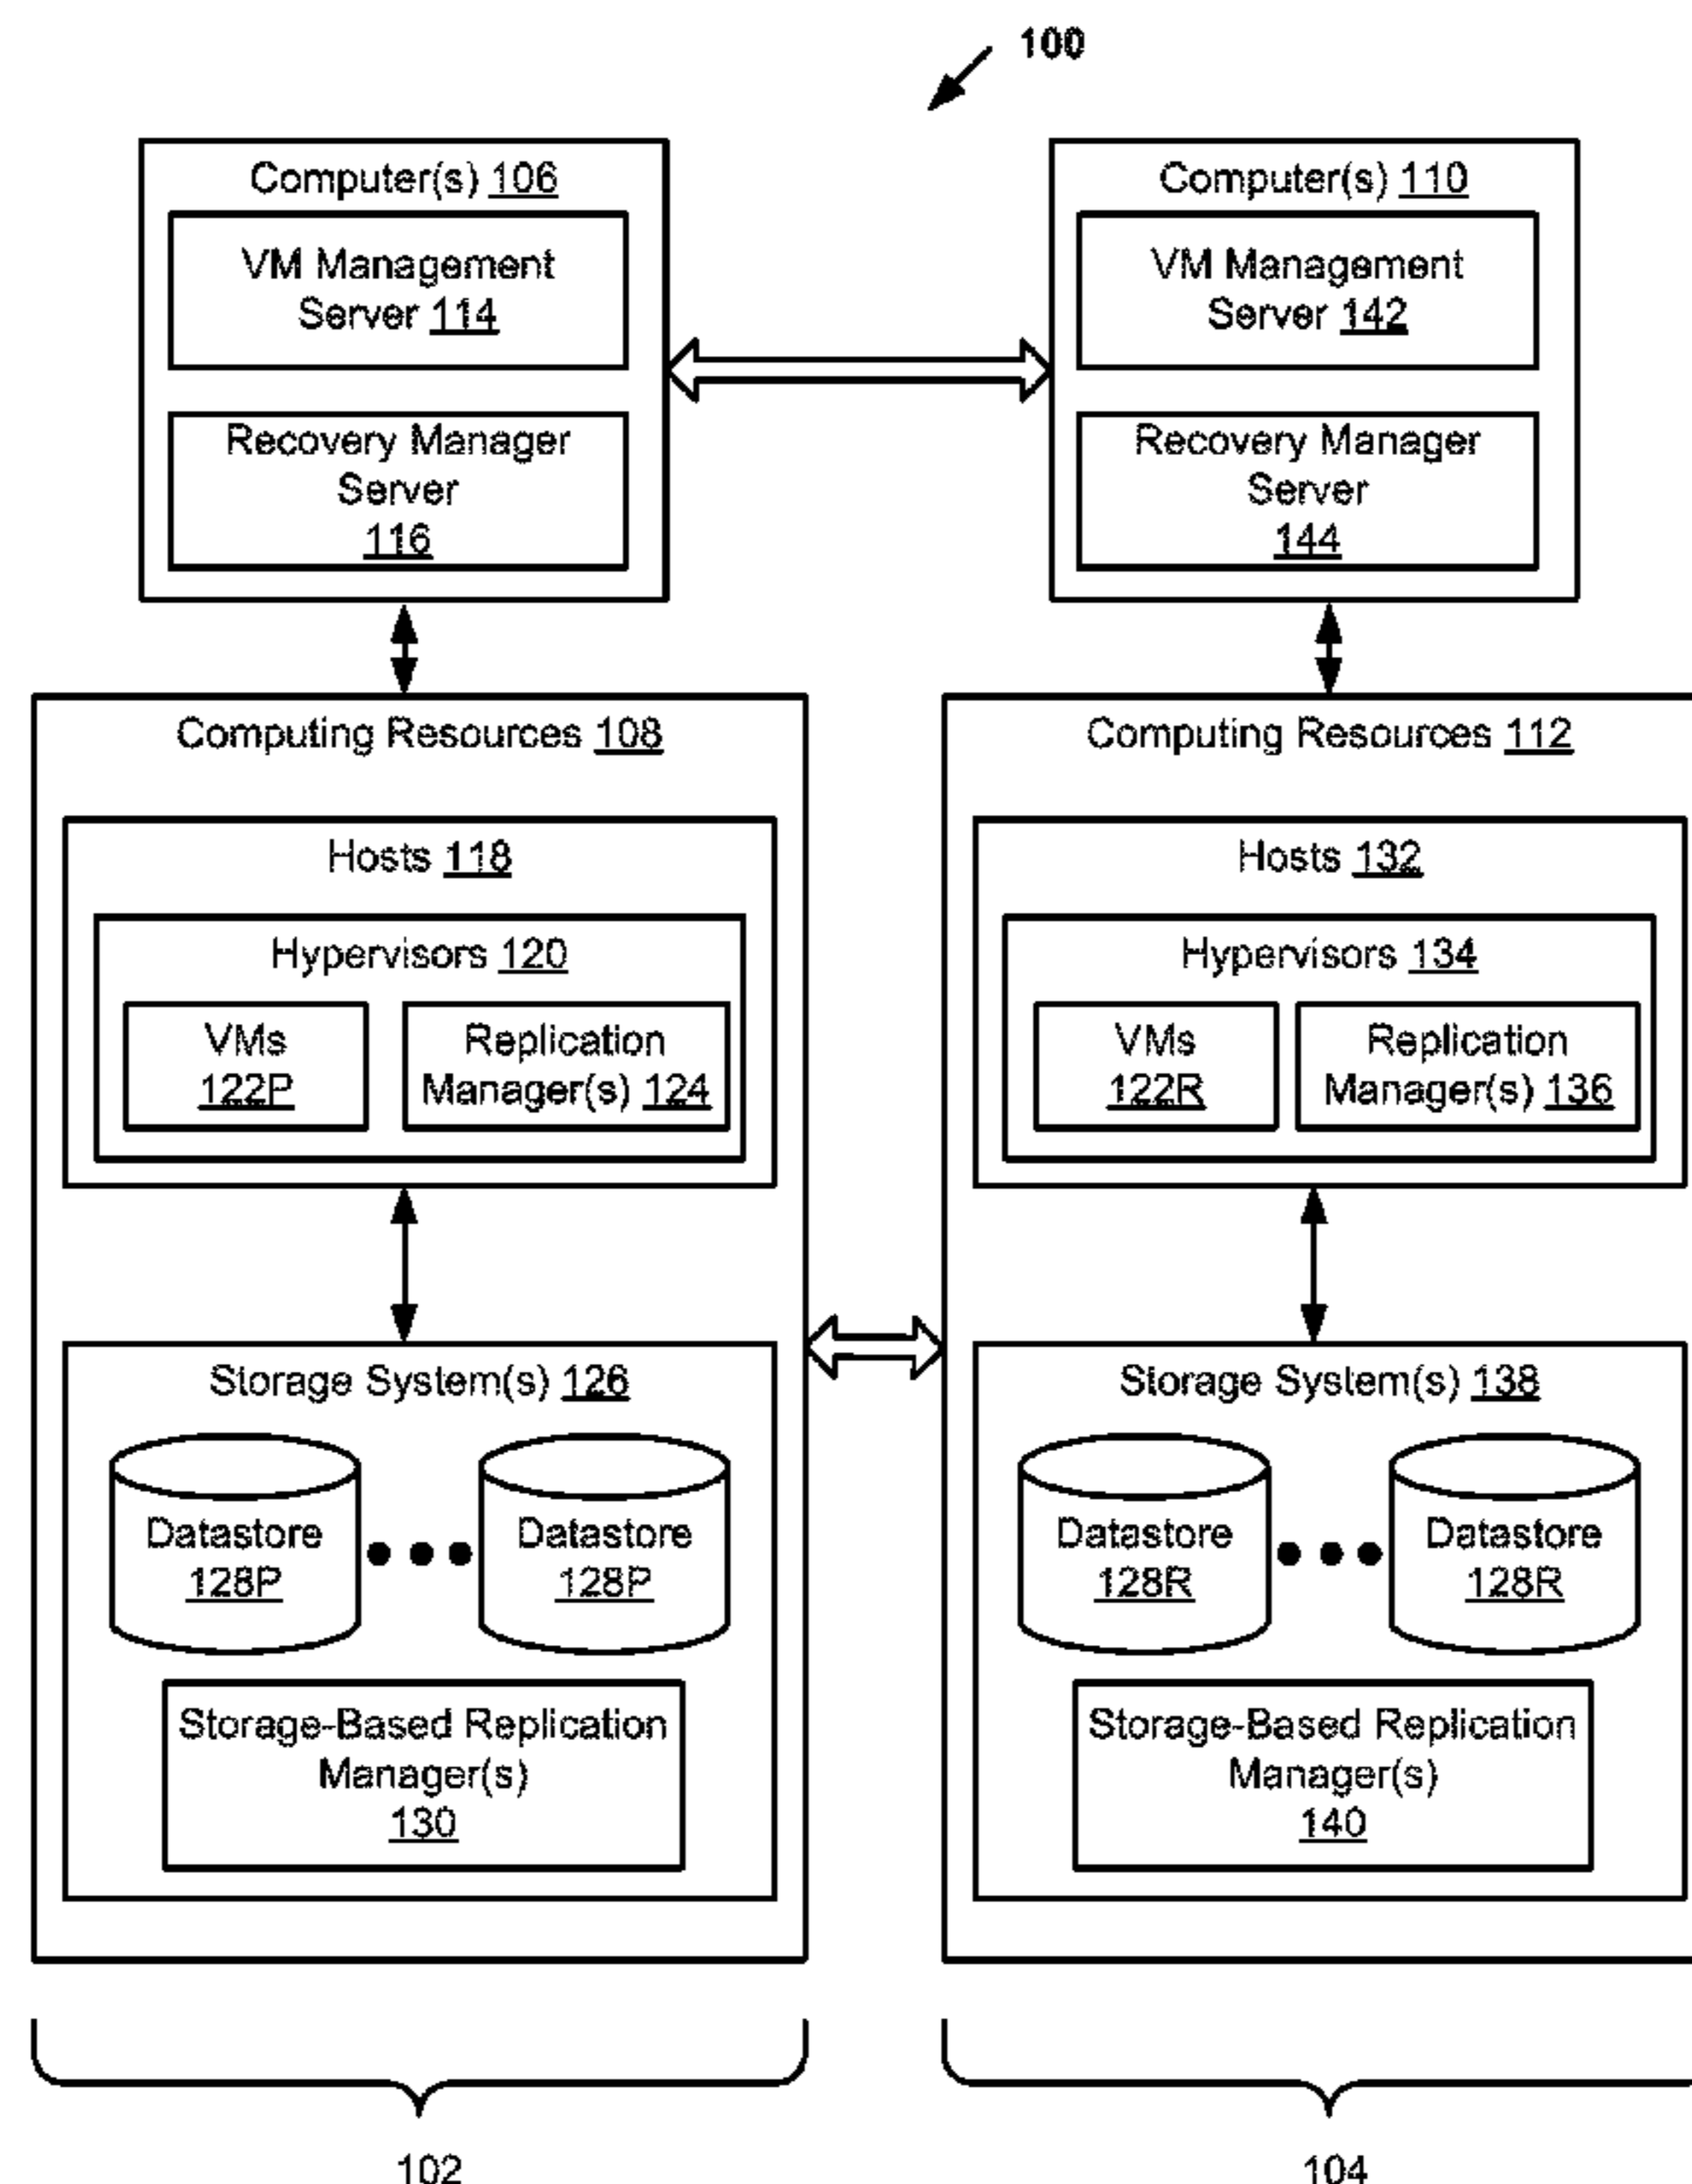 100
Computer(s) 106
VM Management
Server 114
Recovery Manager
Server
116
Computer(s) 110
VM Management
Server 142
Recovery Manager
Server
144
Computing Resources 108
Hosts 118
Hypervisors 120
VMs
122P
Replication
Manager(s) 124
Storage System(s) 126
Datastore
128P
Datastore
128P
Storage-Based Replication
Manager(s)
130
Computing Resources 112
Hosts 132
Hypervisors 134
VMs
122R
Replication
Manager(s) 136
Storage System(s) 138
Datastore
128R
Datastore
128R
Storage-Based Replication
Manager(s)
140
102
104